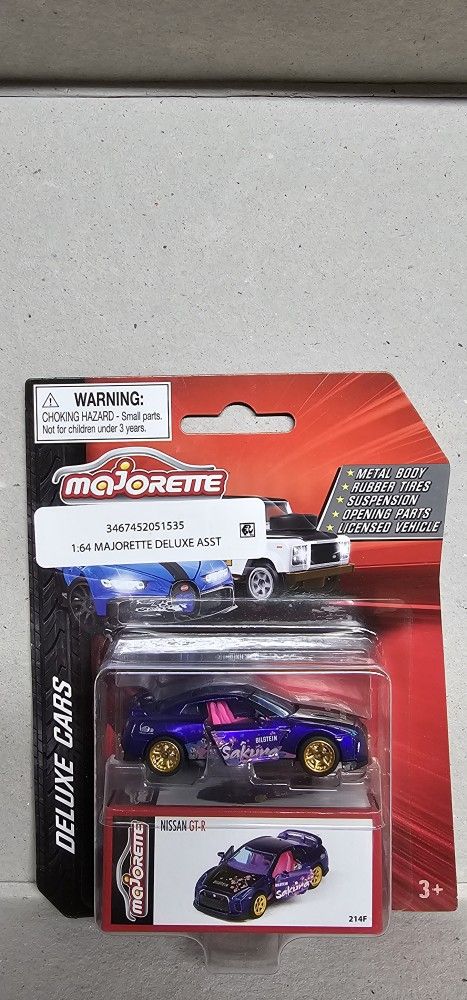 WARNING:
CHOKING HAZARD - Small parts.
Not for children under 3 years.
majORETTE
METAL BODY
RUBBER TIRES
SUSPENSION
OPENING PARTS
LICENSED VEHICLE
3467452051535
1:64 MAJORETTE DELUXE ASST
DELUXE CARS
BILSTEIN
Sakura
NISSAN GT-R
majORETTE
BILSTEIN
Sakura
214F
3+